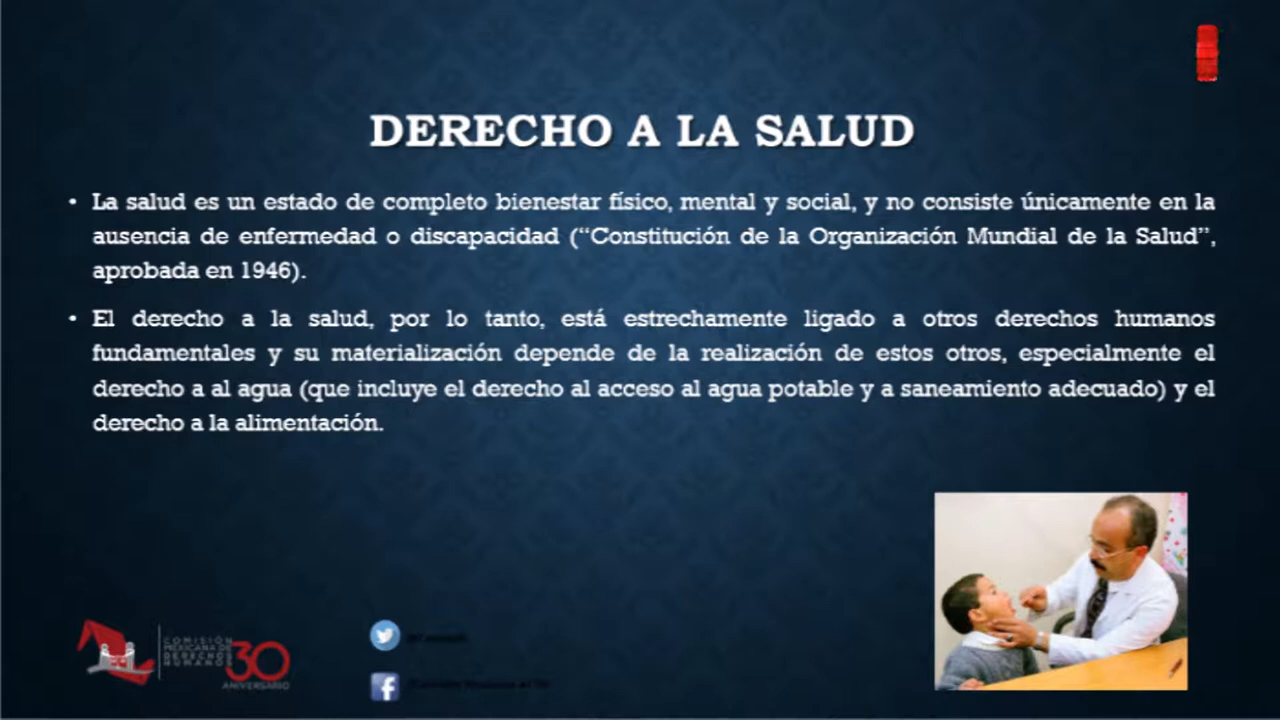 DERECHO A LA SALUD
• La salud es un estado de completo bienestar físico, mental y social, y no consiste únicamente en la
ausencia de enfermedad o discapacidad (“Constitución de la Organización Mundial de la Salud”,
aprobada en 1946).
• El derecho a la salud, por lo tanto, está estrechamente ligado a otros derechos humanos
fundamentales y su materialización depende de la realización de estos otros, especialmente el
derecho a al agua (que incluye el derecho al acceso al agua potable y a saneamiento adecuado) y el
derecho a la alimentación.
COMISIÓN
MEXICANA DE
DERECHOS
HUMANOS
30
ANIVERSARIO